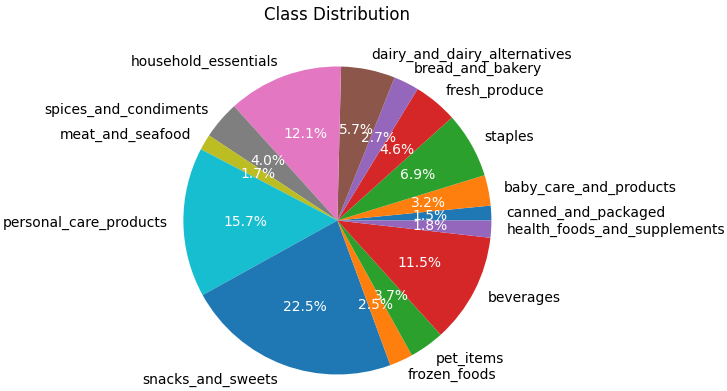 Class Distribution
dairy_and_dairy_alternatives
household_essentials
bread_and_bakery
fresh_produce
spices_and_condiments
meat_and_seafood
staples
12.1%
5.7%
2.7%
4.6%
4.0%
1.7%
6.9%
baby_care_and_products
3.2%
canned_and_packaged
1.5%
personal_care_products
15.7%
1.8%
health_foods_and_supplements
11.5%
beverages
22.5%
2.5%
3.7%
pet_items
frozen_foods
snacks_and_sweets